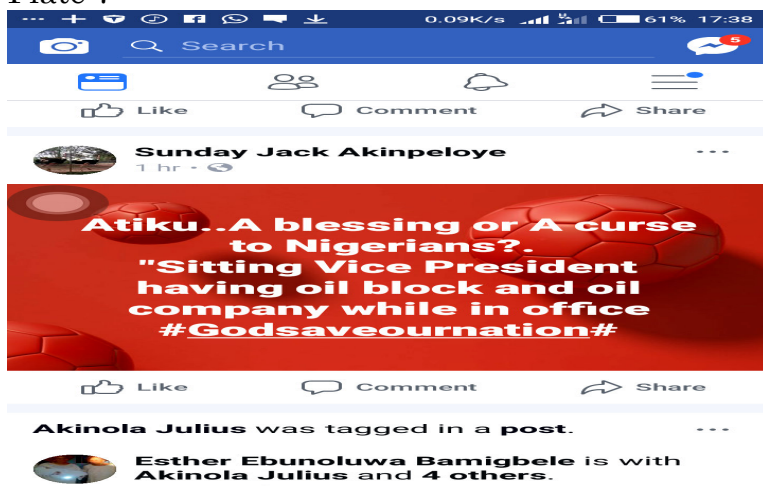 0.09K/s 61% 17:38
Search 5
Like Comment Share
Sunday Jack Akinpeloye
1 hr
Atiku..A blessing or A curse
to Nigerians?.
"Sitting Vice President
having oil block and oil
company while in office
#Godsaveournation#
Like Comment Share
Akinola Julius was tagged in a post.
Esther Ebunoluwa Bamigbele is with
Akinola Julius and 4 others.